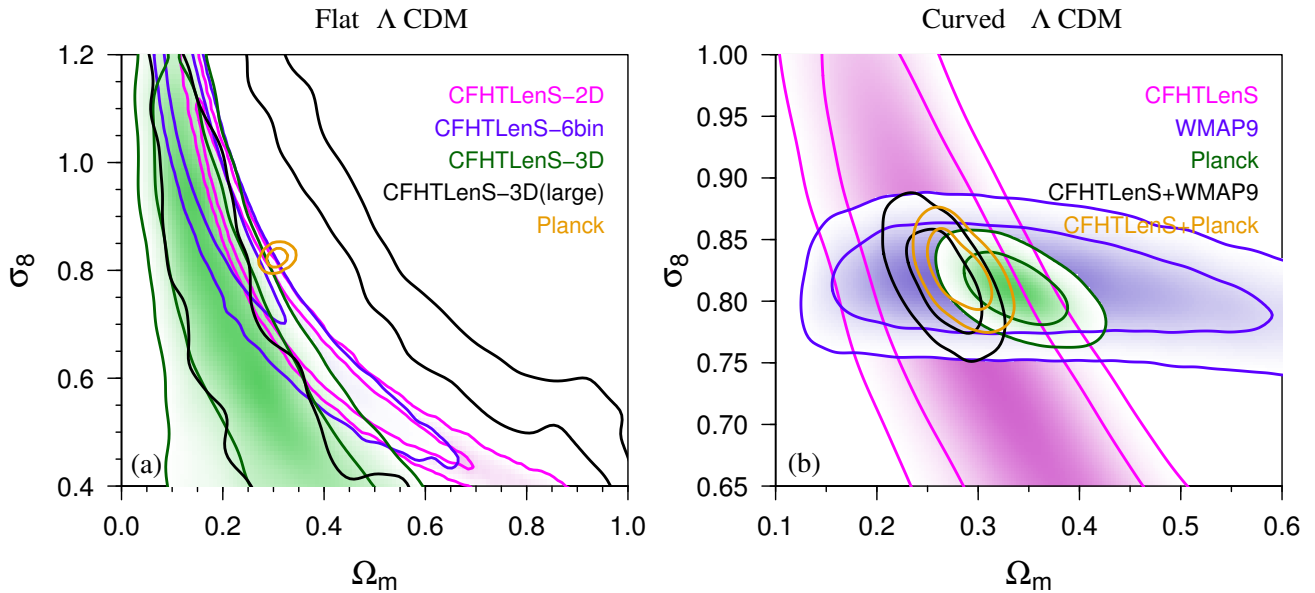 Flat Λ CDM
CFHTLenS−2D
CFHTLenS−6bin
CFHTLenS−3D
CFHTLenS−3D(large)
Planck
(a)
σ8
1.2
1.0
0.8
0.6
0.4
0.0 0.2 0.4 0.6 0.8 1.0
Ωm
Curved Λ CDM
CFHTLenS
WMAP9
Planck
CFHTLenS+WMAP9
CFHTLenS+Planck
(b)
σ8
1.00
0.95
0.90
0.85
0.80
0.75
0.70
0.65
0.1 0.2 0.3 0.4 0.5 0.6
Ωm